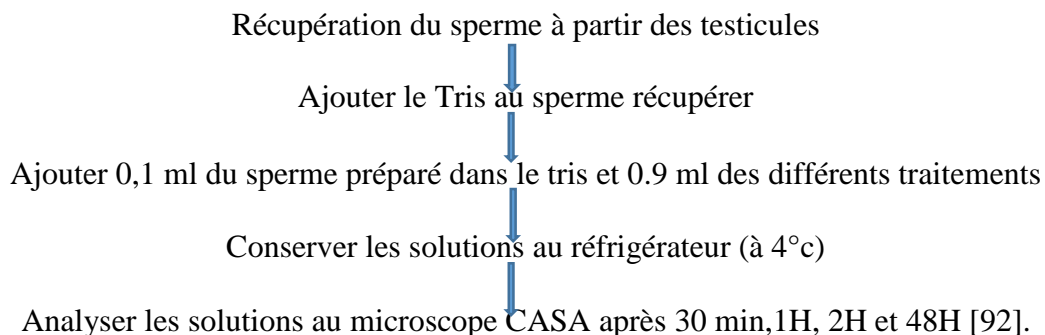 Récupération du sperme à partir des testicules
Ajouter le Tris au sperme récupérer
Ajouter 0,1 ml du sperme préparé dans le tris et 0.9 ml des différents traitements
Conserver les solutions au réfrigérateur (à 4°c)
Analyser les solutions au microscope CASA après 30 min,1H, 2H et 48H [92].